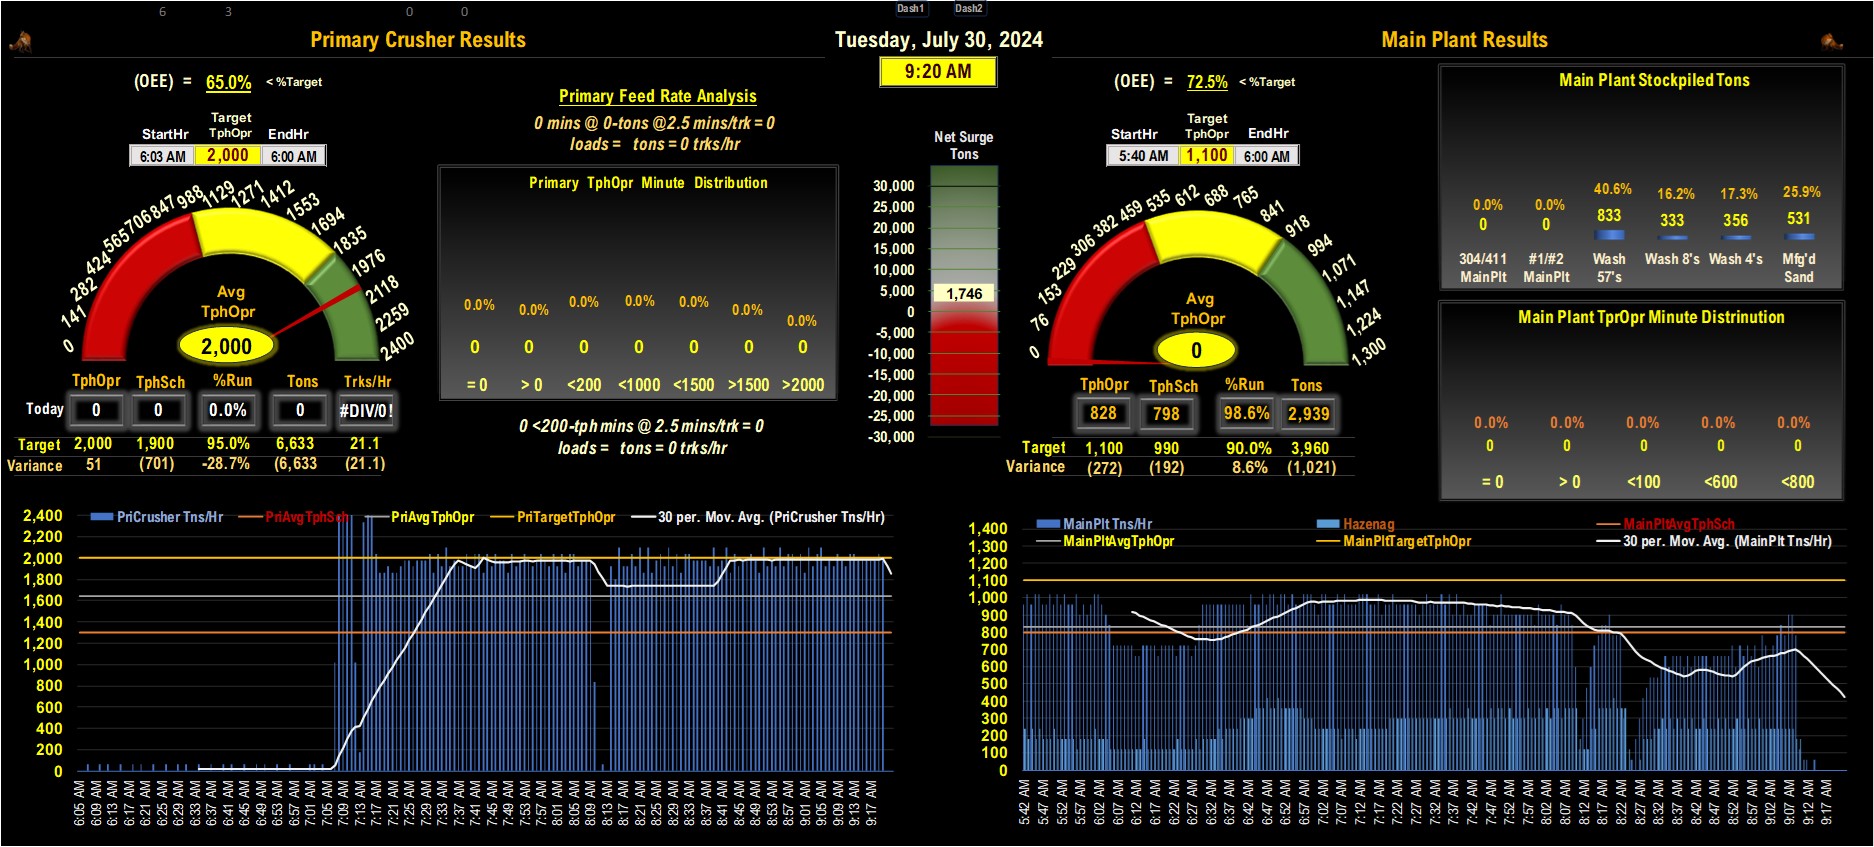 6 3 0 0 Dash1 Dash2
Primary Crusher Results
Tuesday, July 30, 2024
Main Plant Results
9:20 AM
(OEE) = 65.0% < %Target
Target
StartHr TphOpr EndHr
6:03 AM 2,000 6:00 AM
0 141 282 424 565 706 847 988 1129 1271 1412 1553 1694 1835 1976 2118 2259 2400
Avg
TphOpr
2,000
TphOpr TphSch %Run Tons Trks/Hr
Today 0 0 0.0% 0 #DIV/0!
Target 2,000 1,900 95.0% 6,633 21.1
Variance 51 (701) -28.7% (6,633 (21.1)
Primary Feed Rate Analysis
0 mins @ 0-tons @2.5 mins/trk = 0
loads = tons = 0 trks/hr
Primary TphOpr Minute Distribution
0.0% 0.0% 0.0% 0.0% 0.0% 0.0% 0.0%
0 0 0 0 0 0 0
= 0 > 0 <200 <1000 <1500 >1500 >2000
0 <200-tph mins @ 2.5 mins/trk = 0
loads = tons = 0 trks/hr
Net Surge
Tons
30,000
25,000
20,000
15,000
10,000
5,000
1,746
0
-5,000
-10,000
-15,000
-20,000
-25,000
-30,000
(OEE) = 72.5% < %Target
Target
StartHr TphOpr EndHr
5:40 AM 1,100 6:00 AM
0 76 153 229 306 382 459 535 612 688 765 841 918 994 1,071 1,147 1,224 1,300
Avg
TphOpr
0
TphOpr TphSch %Run Tons
828 798 98.6% 2,939
Target 1,100 990 90.0% 3,960
Variance (272) (192) 8.6% (1,021)
Main Plant Stockpiled Tons
0.0% 0.0% 40.6% 16.2% 17.3% 25.9%
0 0 833 333 356 531
304/411 #1/#2 Wash Wash 8's Wash 4's Mfg'd
MainPlt MainPlt 57's Sand
Main Plant TprOpr Minute Distrinution
0.0% 0.0% 0.0% 0.0% 0.0%
0 0 0 0 0
= 0 > 0 <100 <600 <800
PriCrusher Tns/Hr PriAvgTphSch PriAvgTphOpr PriTargetTphOpr 30 per. Mov. Avg. (PriCrusher Tns/Hr)
2,400
2,200
2,000
1,800
1,600
1,400
1,200
1,000
800
600
400
200
0
6:05 AM 6:09 AM 6:13 AM 6:17 AM 6:21 AM 6:25 AM 6:29 AM 6:33 AM 6:37 AM 6:41 AM 6:45 AM 6:49 AM 6:53 AM 6:57 AM 7:01 AM 7:05 AM 7:09 AM 7:13 AM 7:17 AM 7:21 AM 7:25 AM 7:29 AM 7:33 AM 7:37 AM 7:41 AM 7:45 AM 7:49 AM 7:53 AM 7:57 AM 8:01 AM 8:05 AM 8:09 AM 8:13 AM 8:17 AM 8:21 AM 8:25 AM 8:29 AM 8:33 AM 8:37 AM 8:41 AM 8:45 AM 8:49 AM 8:53 AM 8:57 AM 9:01 AM 9:05 AM 9:09 AM 9:13 AM 9:17 AM
MainPlt Tns/Hr Hazenag MainPltAvgTphSch
MainPltAvgTphOpr MainPltTargetTphOpr 30 per. Mov. Avg. (MainPlt Tns/Hr)
1,400
1,300
1,200
1,100
1,000
900
800
700
600
500
400
300
200
100
0
5:42 AM 5:47 AM 5:52 AM 5:57 AM 6:02 AM 6:07 AM 6:12 AM 6:17 AM 6:22 AM 6:27 AM 6:32 AM 6:37 AM 6:42 AM 6:47 AM 6:52 AM 6:57 AM 7:02 AM 7:07 AM 7:12 AM 7:17 AM 7:22 AM 7:27 AM 7:32 AM 7:37 AM 7:42 AM 7:47 AM 7:52 AM 7:57 AM 8:02 AM 8:07 AM 8:12 AM 8:17 AM 8:22 AM 8:27 AM 8:32 AM 8:37 AM 8:42 AM 8:47 AM 8:52 AM 8:57 AM 9:02 AM 9:07 AM 9:12 AM 9:17 AM